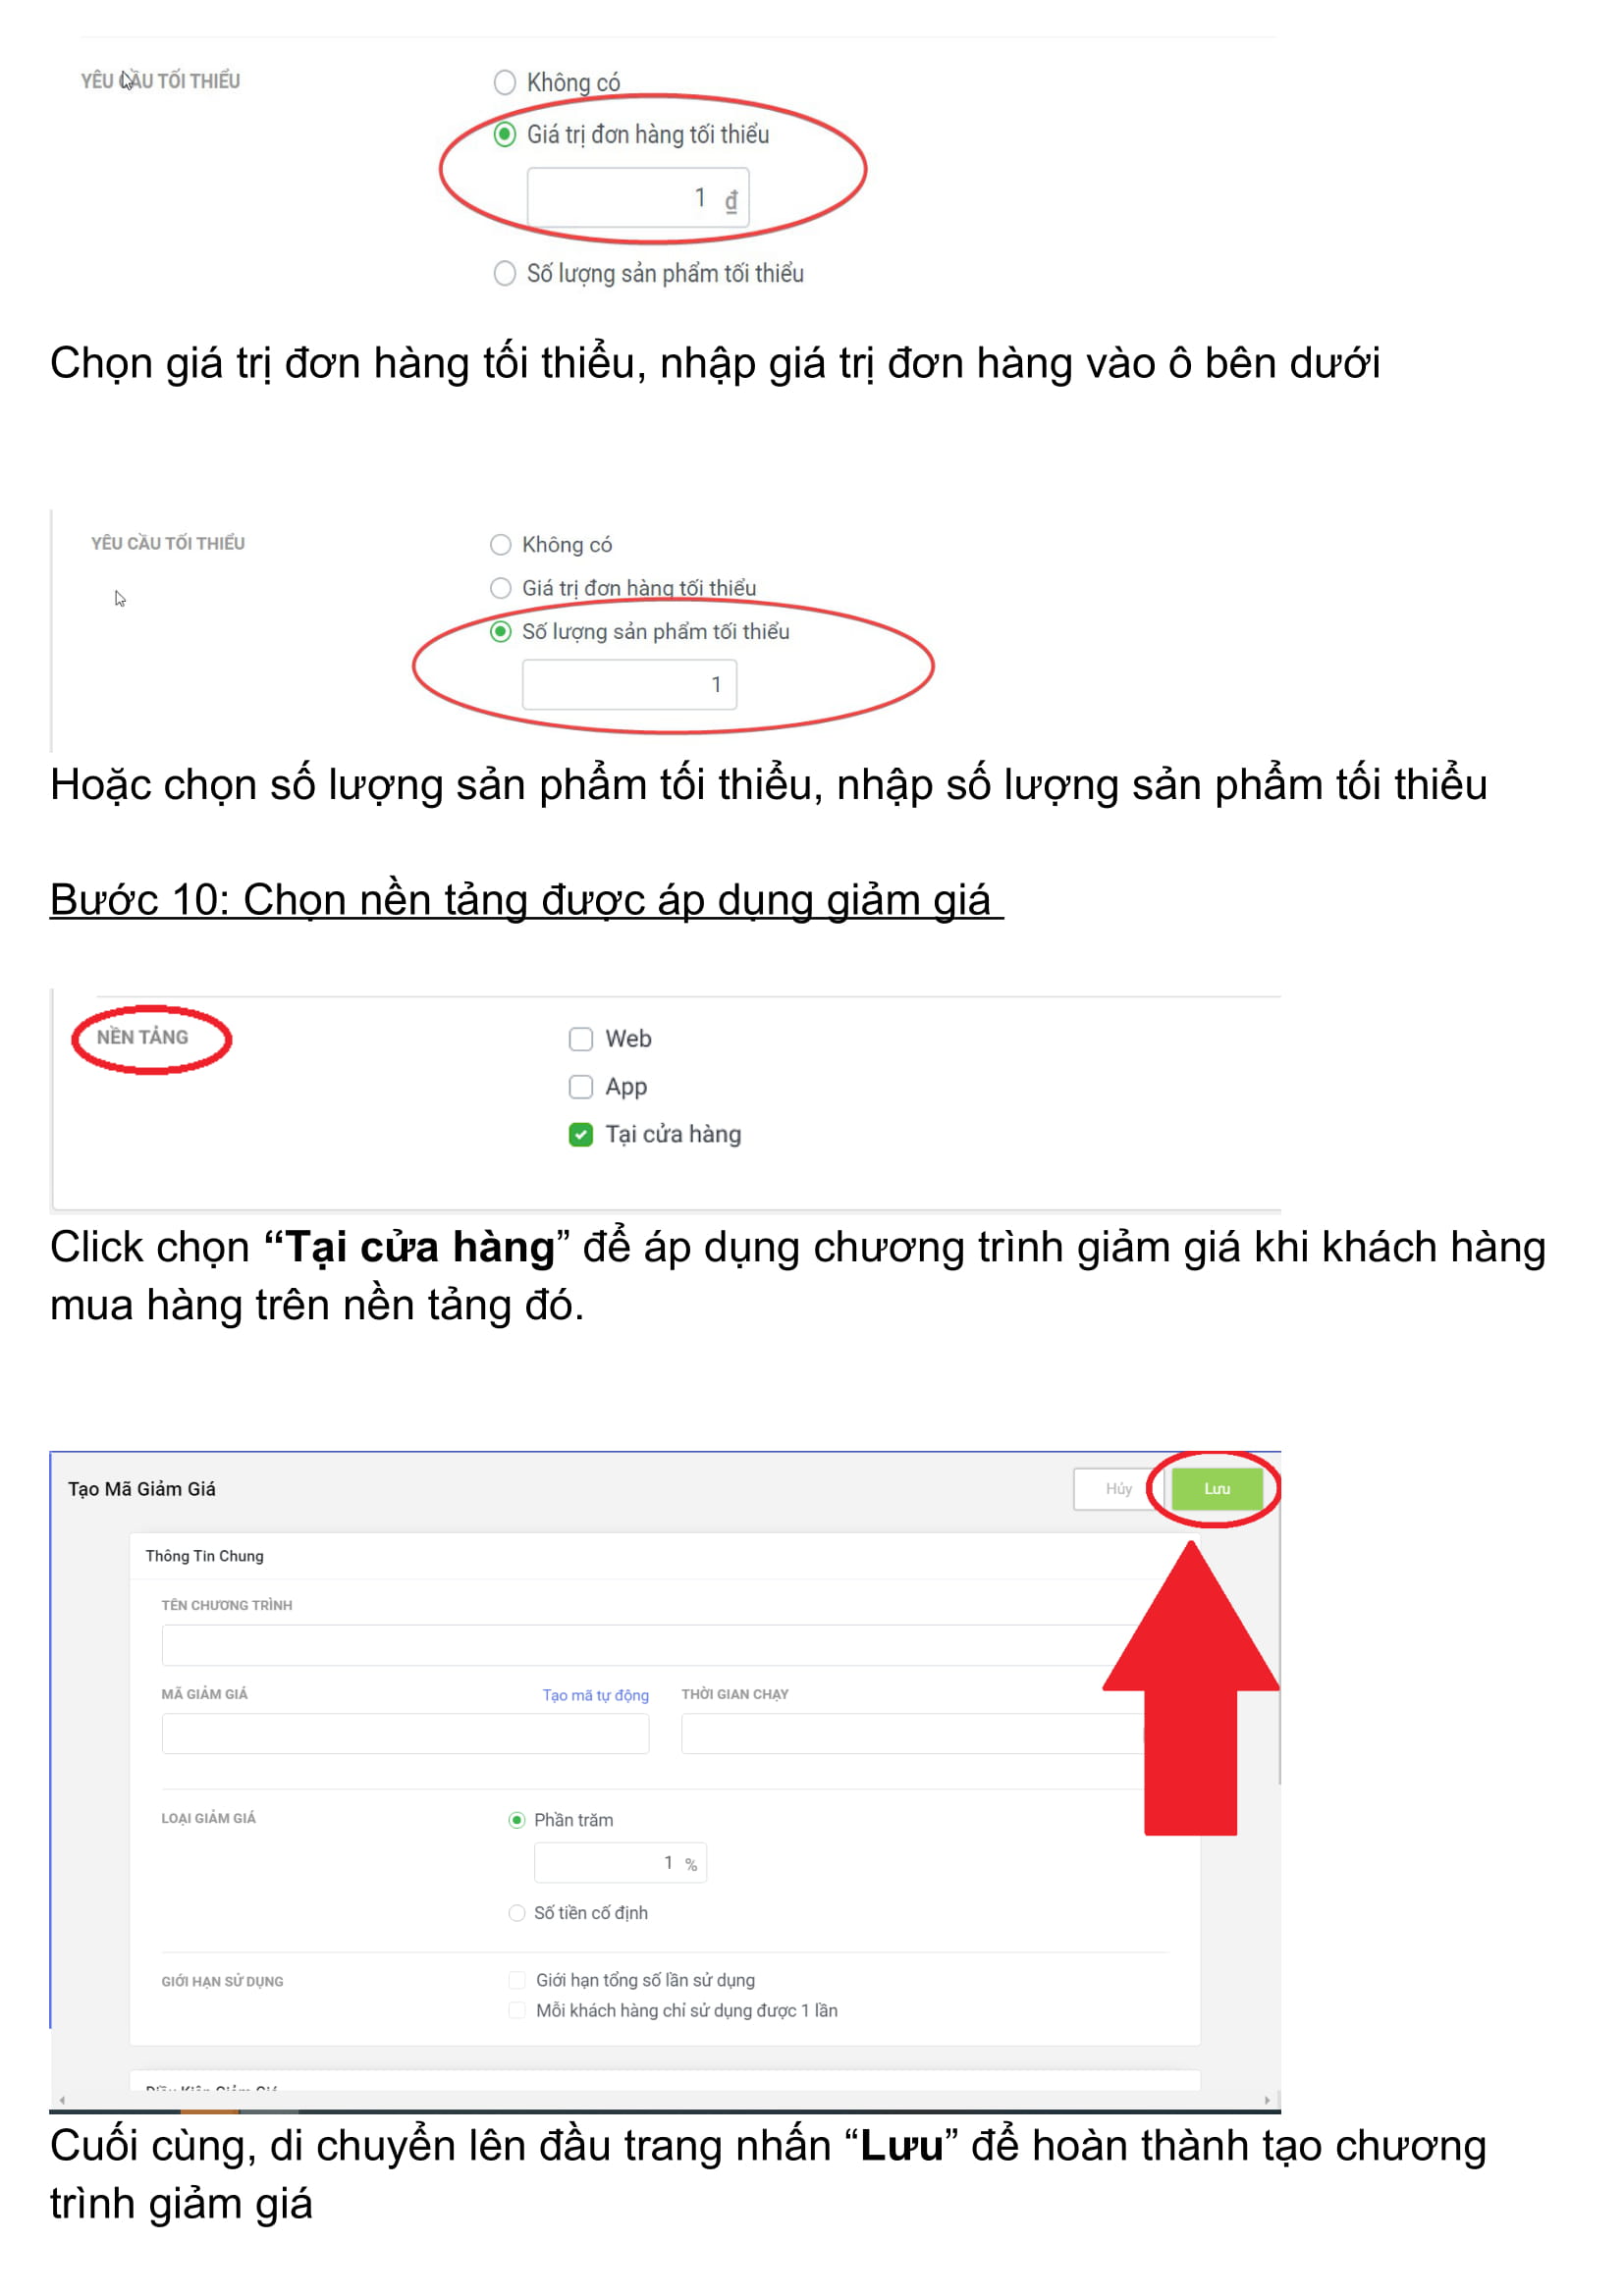 YÊU CẦU TỐI THIỂU
Không có
Giá trị đơn hàng tối thiểu
1 đ
Số lượng sản phẩm tối thiểu
Chọn giá trị đơn hàng tối thiểu, nhập giá trị đơn hàng vào ô bên dưới
YÊU CẦU TỐI THIỂU
Không có
Giá trị đơn hàng tối thiểu
Số lượng sản phẩm tối thiểu
1
Hoặc chọn số lượng sản phẩm tối thiểu, nhập số lượng sản phẩm tối thiểu
Bước 10: Chọn nền tảng được áp dụng giảm giá
NỀN TẢNG
Web
App
Tại cửa hàng
Click chọn “Tại cửa hàng” để áp dụng chương trình giảm giá khi khách hàng
mua hàng trên nền tảng đó.
Tạo Mã Giảm Giá
Hủy
Lưu
Thông Tin Chung
TÊN CHƯƠNG TRÌNH
MÃ GIẢM GIÁ
Tạo mã tự động
THỜI GIAN CHẠY
LOẠI GIẢM GIÁ
Phần trăm
1 %
Số tiền cố định
GIỚI HẠN SỬ DỤNG
Giới hạn tổng số lần sử dụng
Mỗi khách hàng chỉ sử dụng được 1 lần
Điều Kiện Giảm Giá
Cuối cùng, di chuyển lên đầu trang nhấn “Lưu” để hoàn thành tạo chương
trình giảm giá